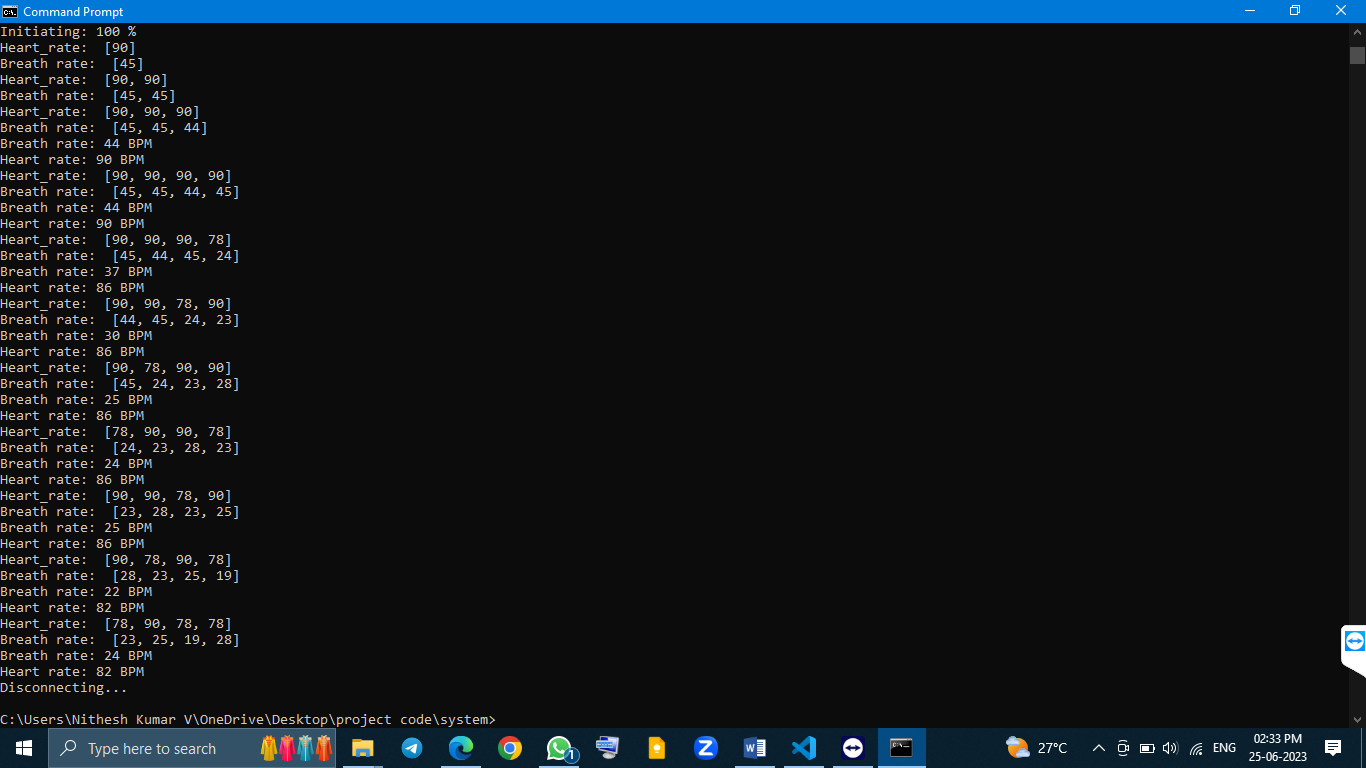 Command Prompt
Initiating: 100 %
Heart_rate:  [90]
Breath rate:  [45]
Heart_rate:  [90, 90]
Breath rate:  [45, 45]
Heart_rate:  [90, 90, 90]
Breath rate:  [45, 45, 44]
Breath rate: 44 BPM
Heart rate: 90 BPM
Heart_rate:  [90, 90, 90, 90]
Breath rate:  [45, 45, 44, 45]
Breath rate: 44 BPM
Heart rate: 90 BPM
Heart_rate:  [90, 90, 90, 78]
Breath rate:  [45, 44, 45, 24]
Breath rate: 37 BPM
Heart rate: 86 BPM
Heart_rate:  [90, 90, 78, 90]
Breath rate:  [44, 45, 24, 23]
Breath rate: 30 BPM
Heart rate: 86 BPM
Heart_rate:  [90, 78, 90, 90]
Breath rate:  [45, 24, 23, 28]
Breath rate: 25 BPM
Heart rate: 86 BPM
Heart_rate:  [78, 90, 90, 78]
Breath rate:  [24, 23, 28, 23]
Breath rate: 24 BPM
Heart rate: 86 BPM
Heart_rate:  [90, 90, 78, 90]
Breath rate:  [23, 28, 23, 25]
Breath rate: 25 BPM
Heart rate: 86 BPM
Heart_rate:  [90, 78, 90, 78]
Breath rate:  [28, 23, 25, 19]
Breath rate: 22 BPM
Heart rate: 82 BPM
Heart_rate:  [78, 90, 78, 78]
Breath rate:  [23, 25, 19, 28]
Breath rate: 24 BPM
Heart rate: 82 BPM
Disconnecting...
C:\Users\Nithesh Kumar V\OneDrive\Desktop\project code\system>
Type here to search
1
27°C
ENG
02:33 PM
25-06-2023